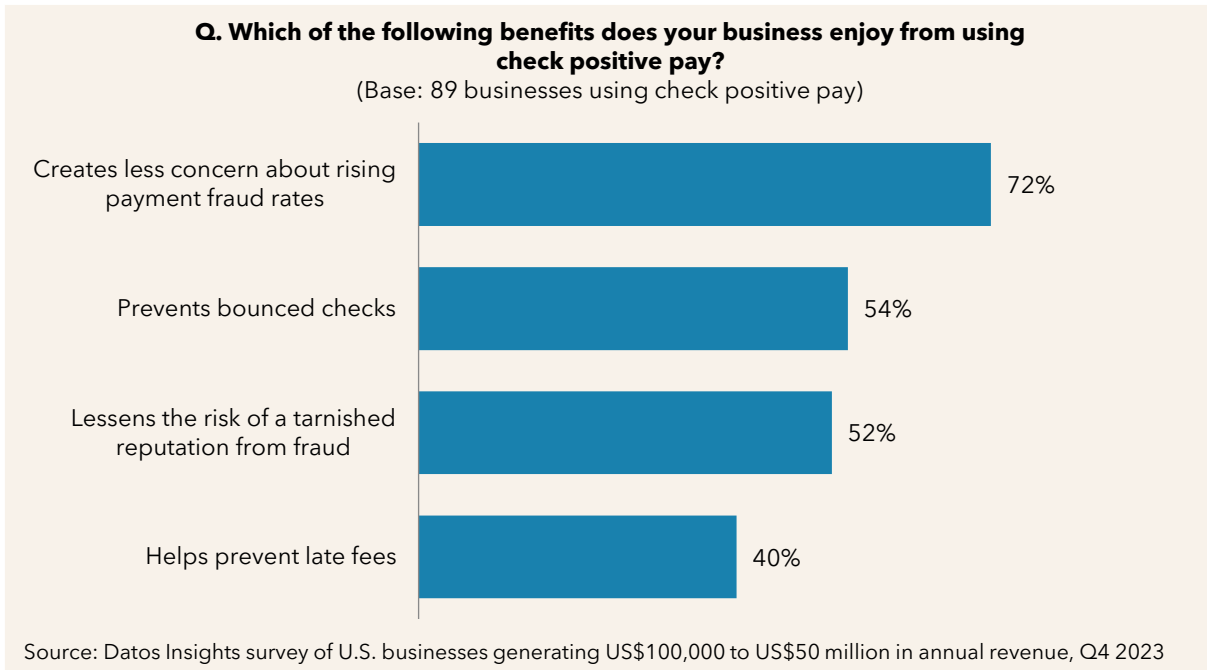 Q. Which of the following benefits does your business enjoy from using
check positive pay?
(Base: 89 businesses using check positive pay)
Creates less concern about rising
payment fraud rates
72%
Prevents bounced checks
54%
Lessens the risk of a tarnished
reputation from fraud
52%
Helps prevent late fees
40%
Source: Datos Insights survey of U.S. businesses generating US$100,000 to US$50 million in annual revenue, Q4 2023